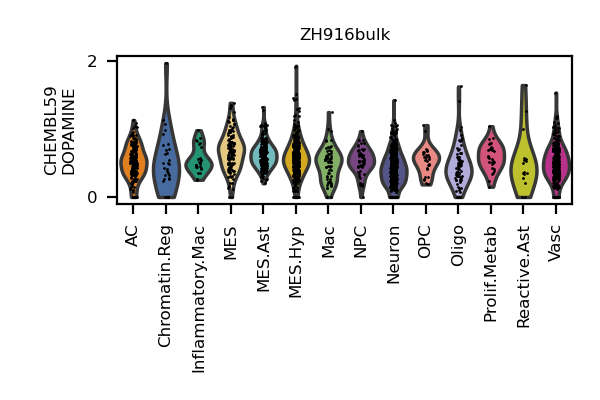 ZH916bulk
CHEMBL59
DOPAMINE
2
0
AC
Chromatin.Reg
Inflammatory.Mac
MES
MES.Ast
MES.Hyp
Mac
NPC
Neuron
OPC
Oligo
Prolif.Metab
Reactive.Ast
Vasc